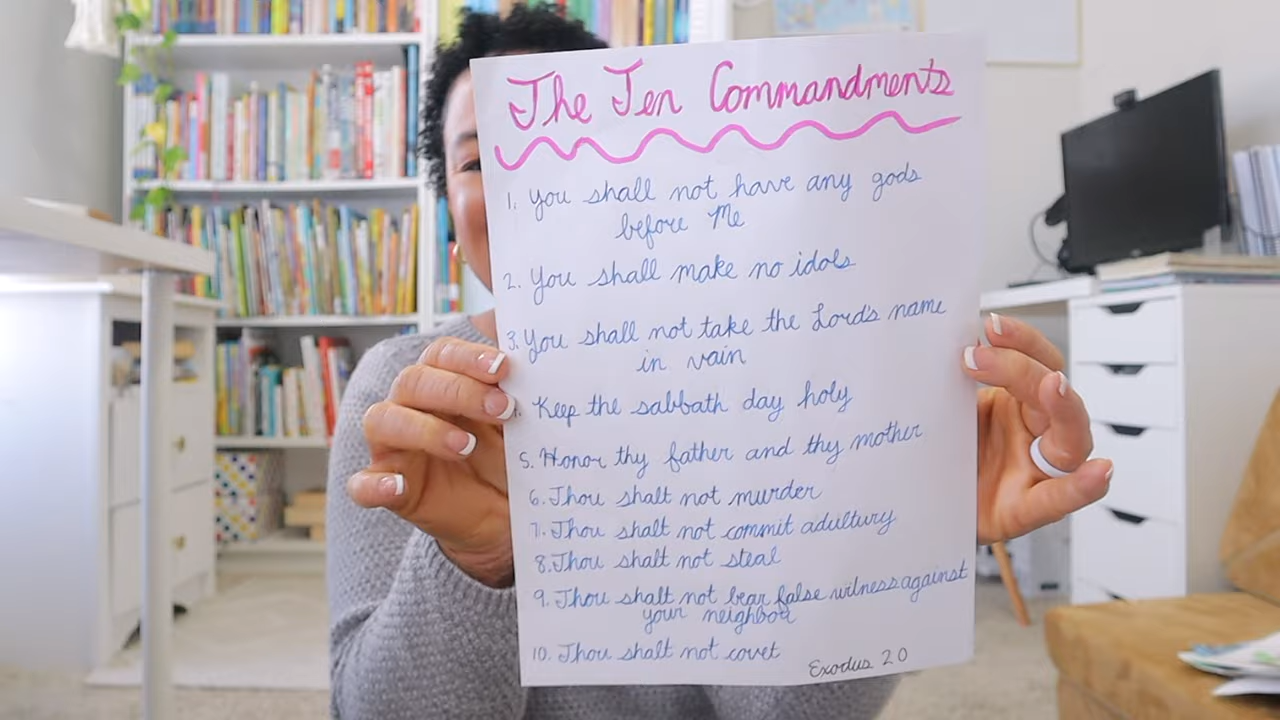 The Ten Commandments
1. You shall not have any gods
before Me
2. You shall make no idols
3. You shall not take the Lord's name
in vain
. Keep the sabbath day holy
5. Honor thy father and thy mother
6. Thou shalt not murder
7. Thou shalt not commit adultury
8. Thou shalt not steal
9. Thou shalt not bear false witness against
your neighbor
10. Thou shalt not covet
Exodus 20